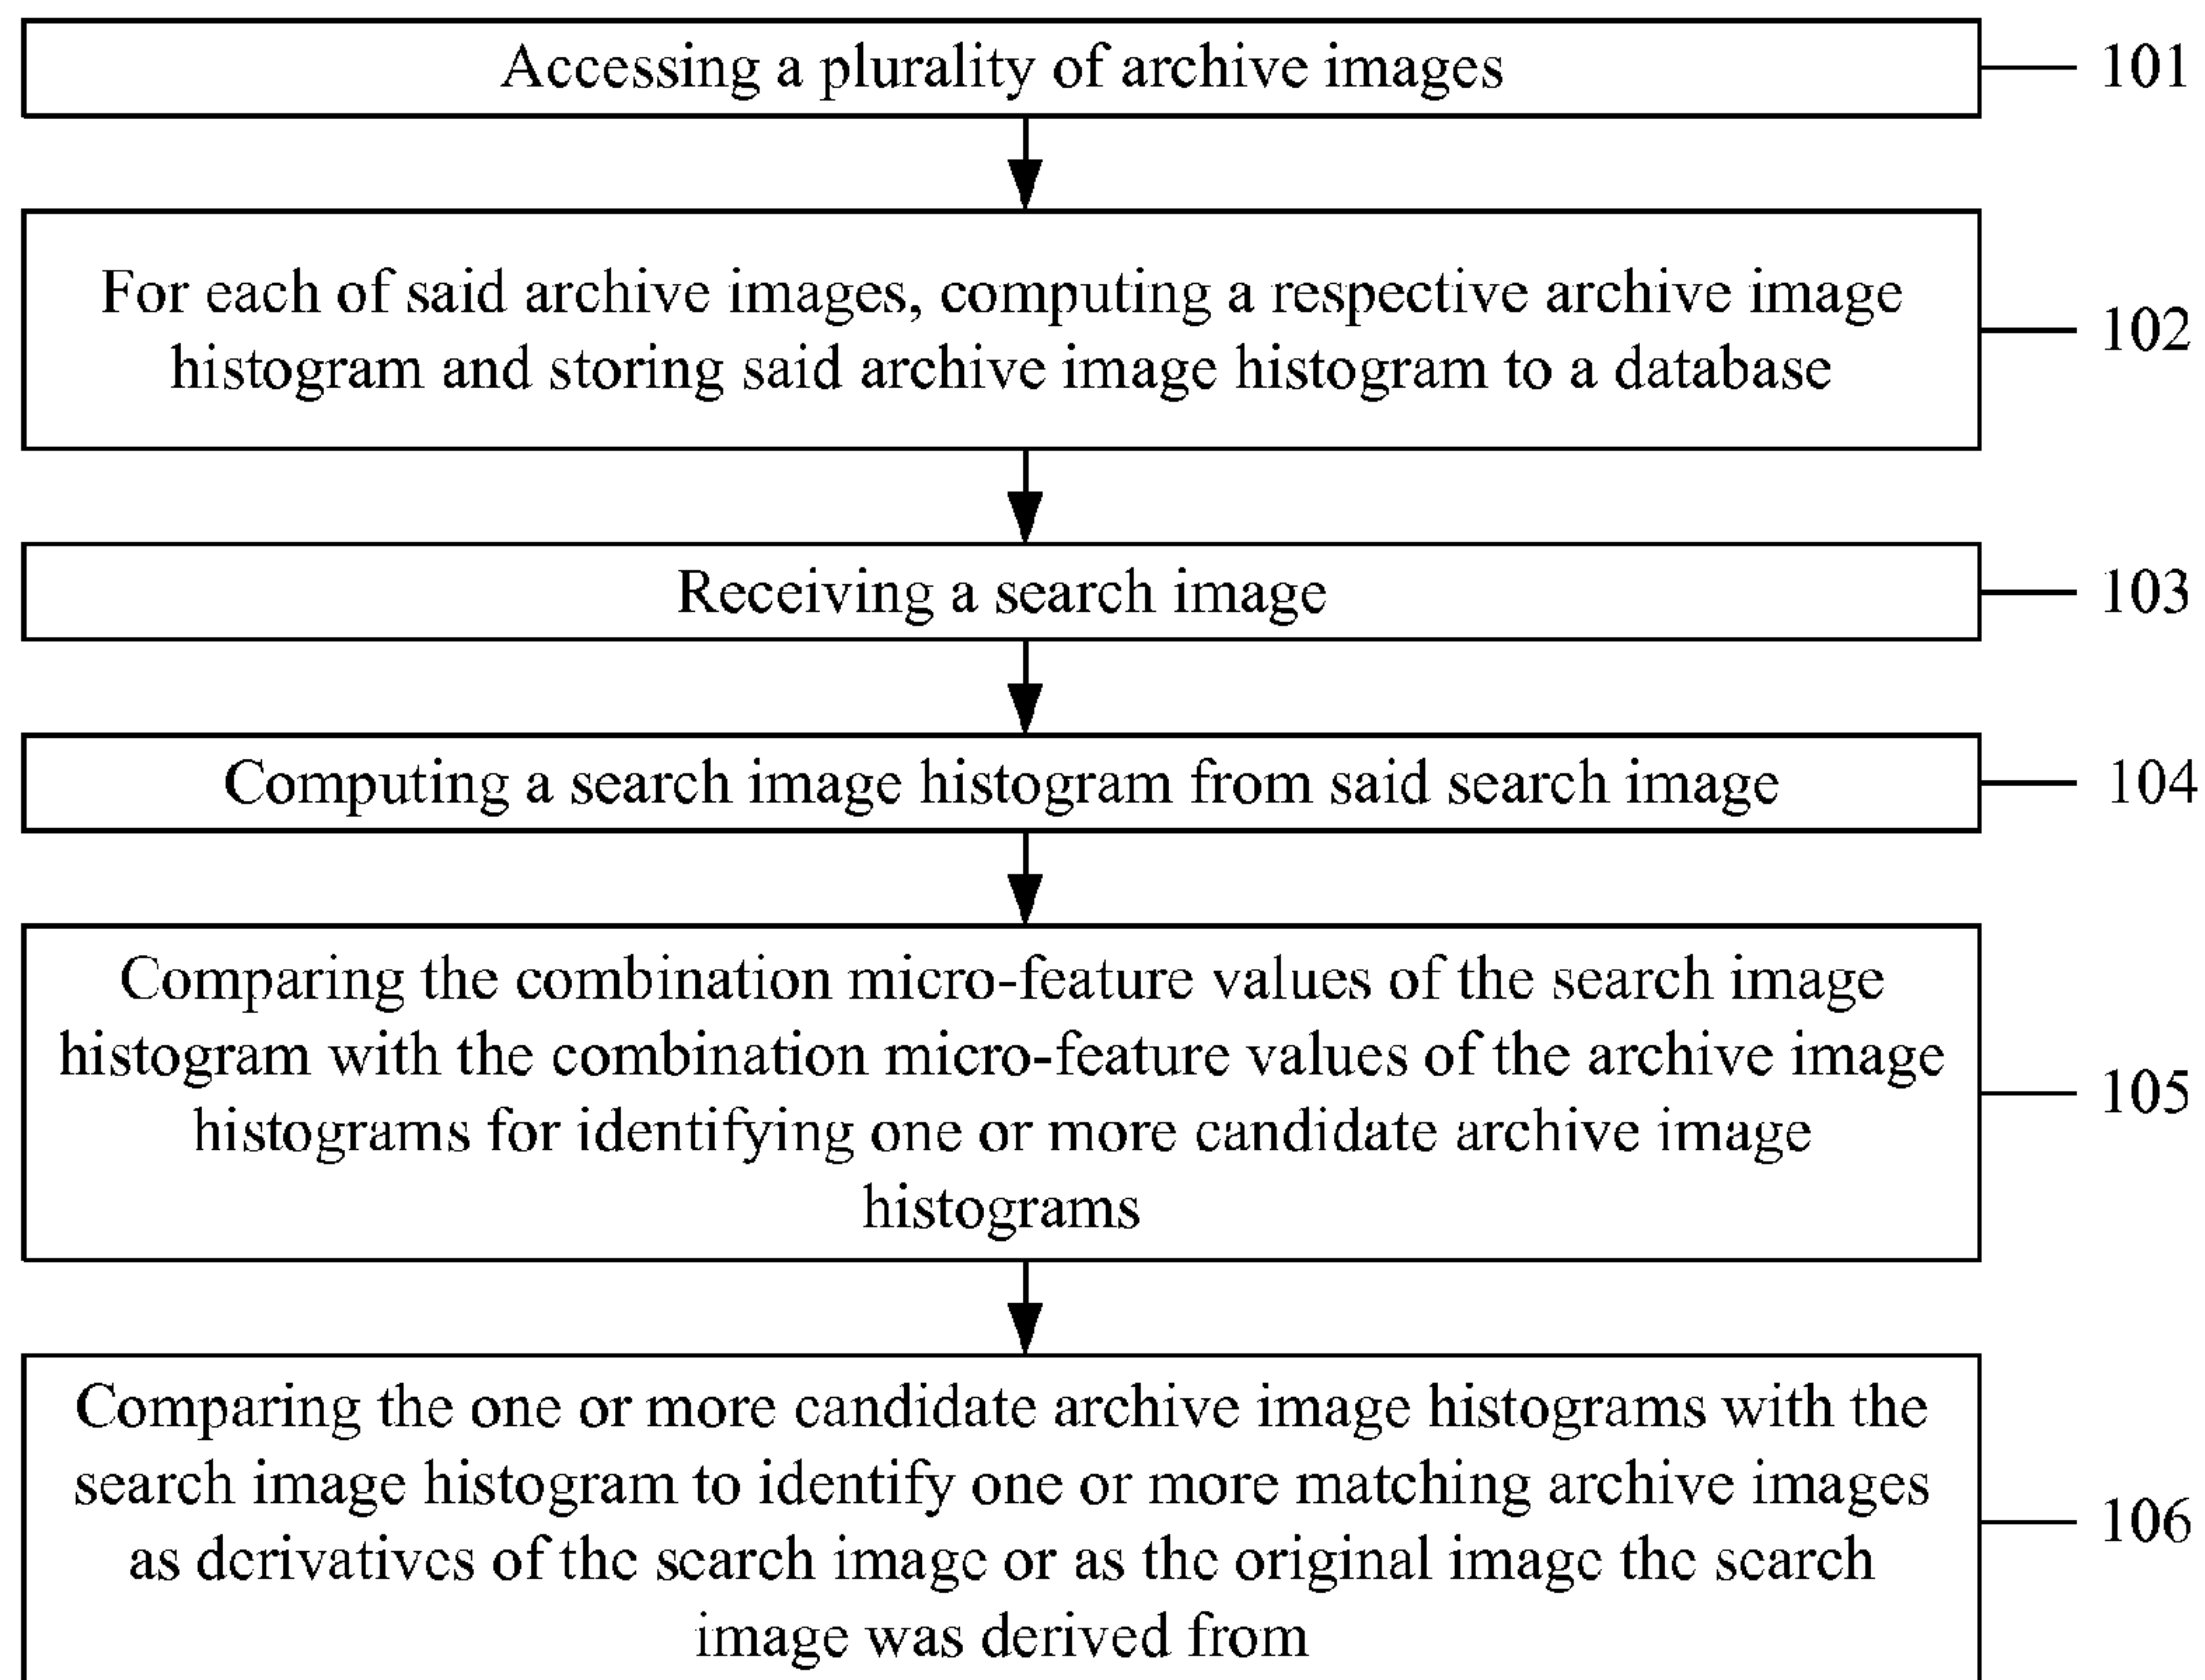 Accessing a plurality of archive images
101
For each of said archive images, computing a respective archive image
histogram and storing said archive image histogram to a database
102
Receiving a search image
103
Computing a search image histogram from said search image
104
Comparing the combination micro-feature values of the search image
histogram with the combination micro-feature values of the archive image
histograms for identifying one or more candidate archive image
histograms
105
Comparing the one or more candidate archive image histograms with the
search image histogram to identify one or more matching archive images
as derivatives of the search image or as the original image the search
image was derived from
106